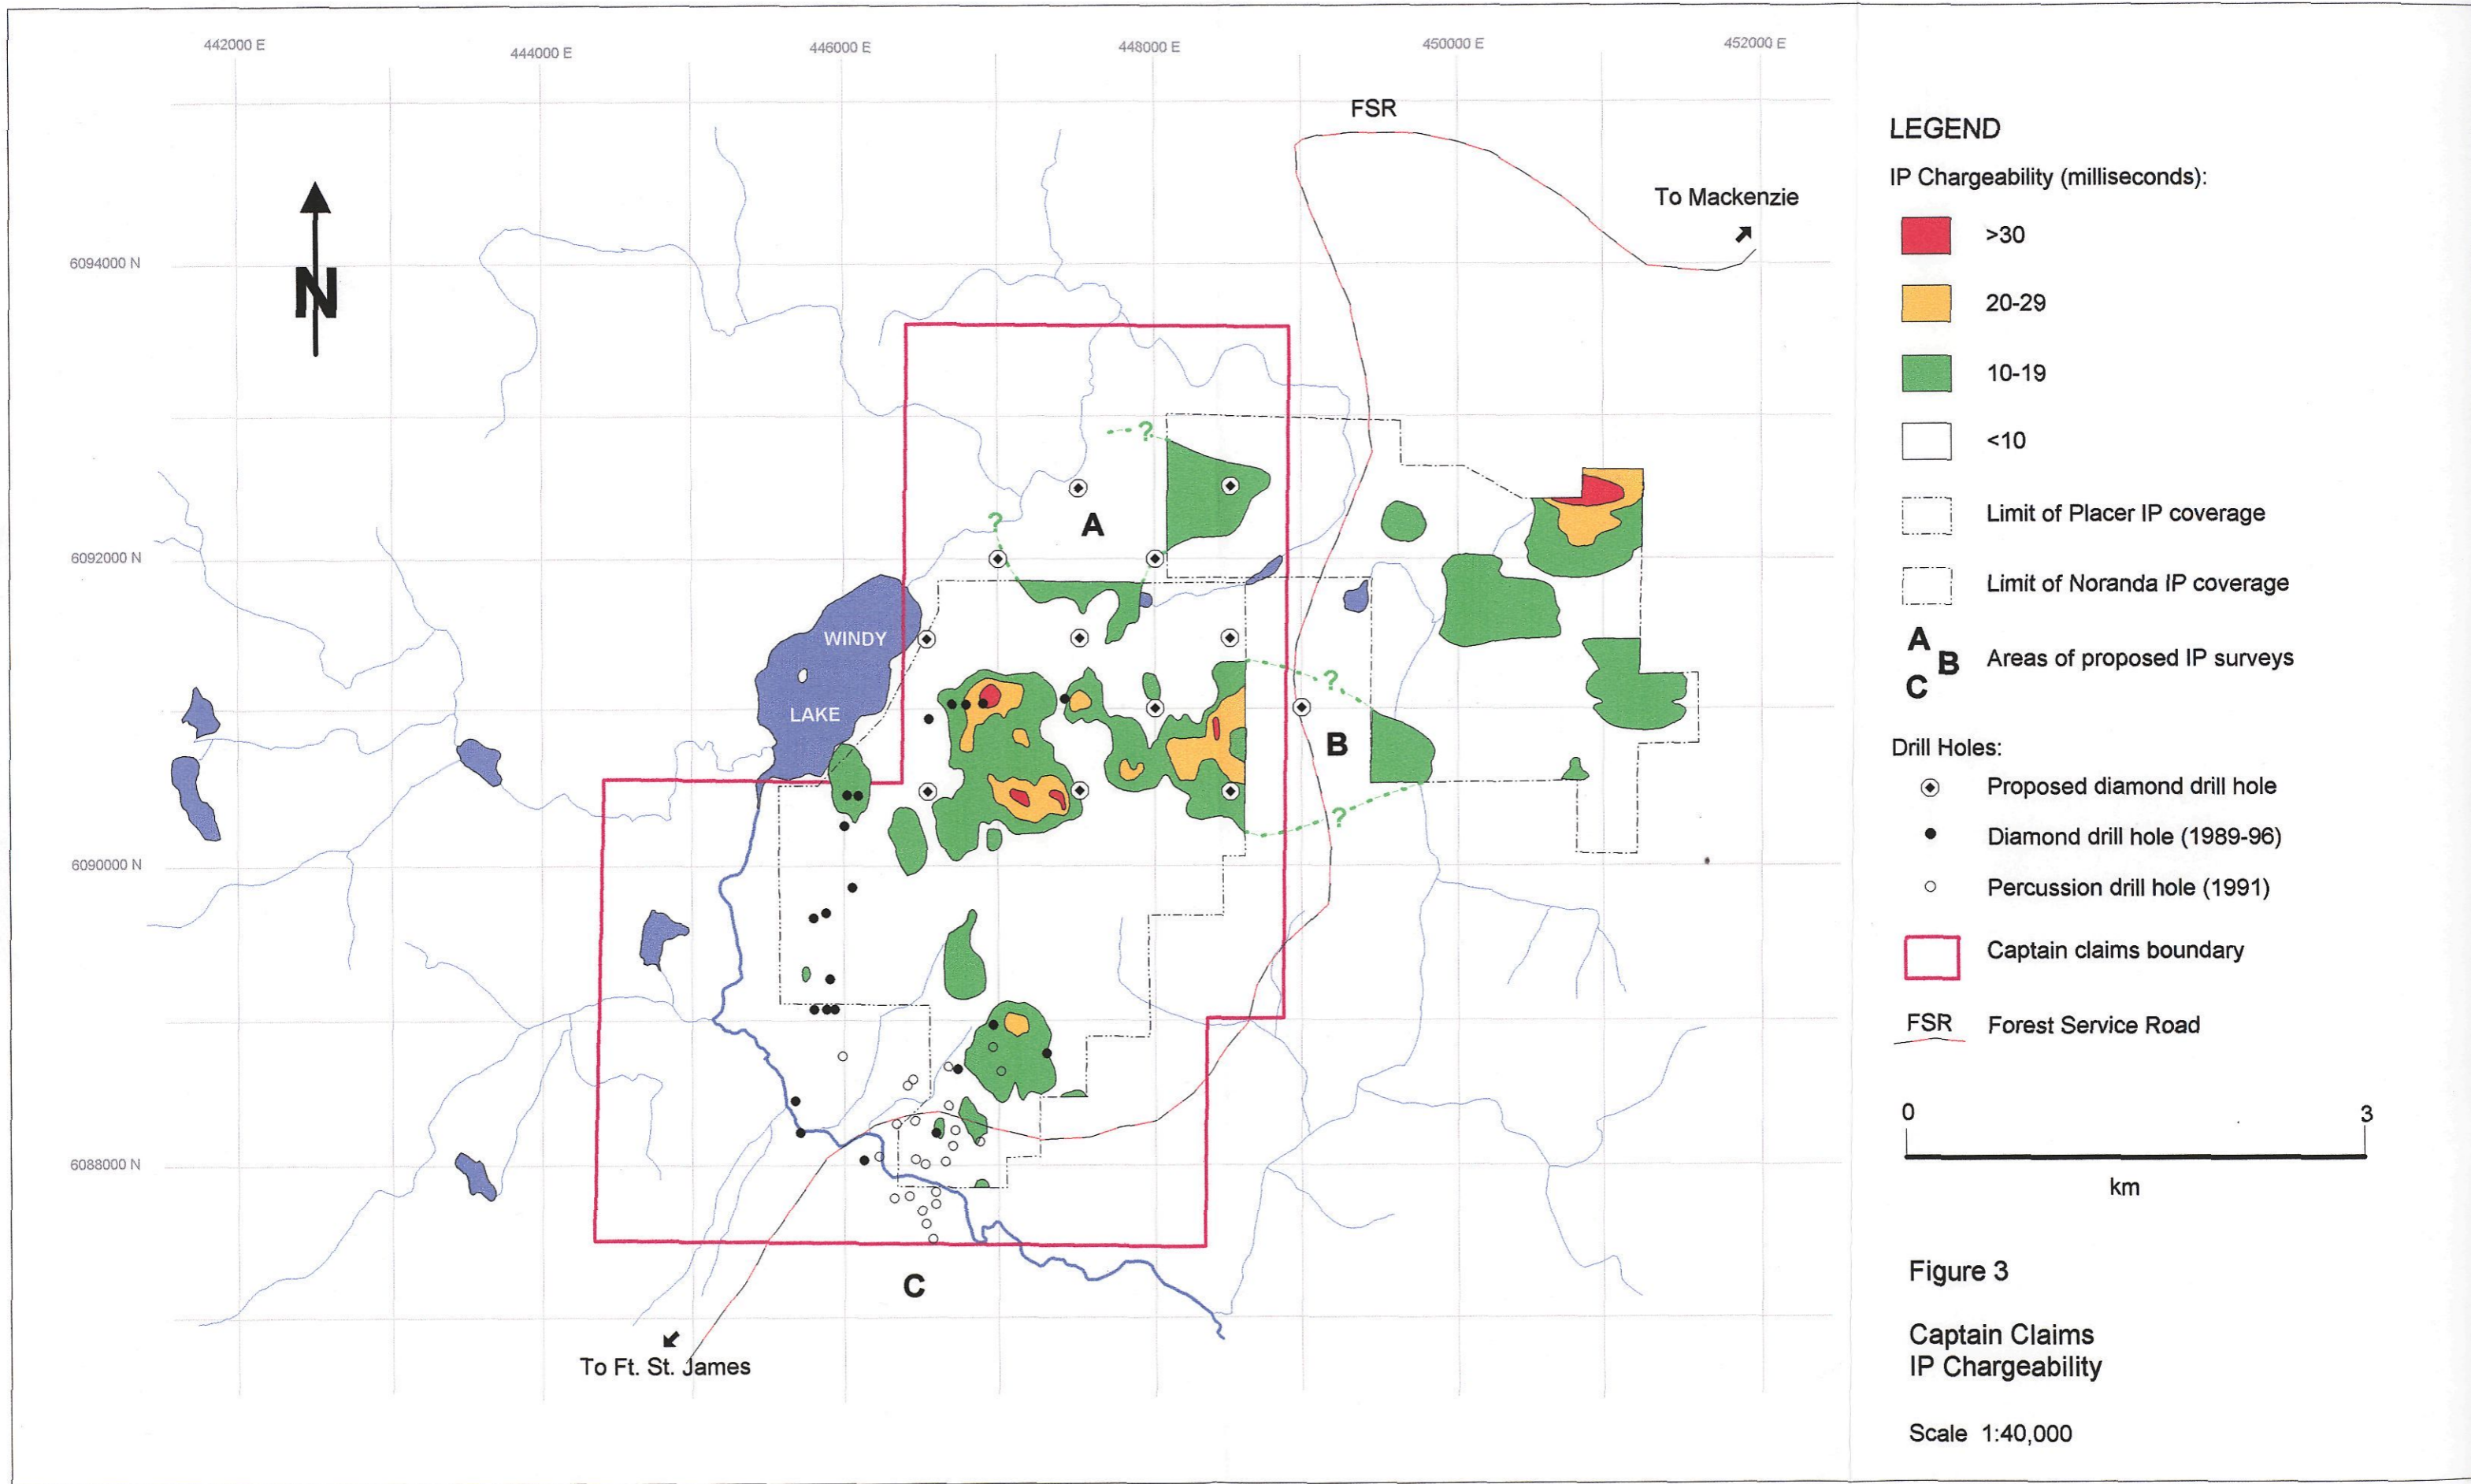 442000 E
444000 E
446000 E
448000 E
450000 E
452000 E
FSR
To Mackenzie
6094000 N
N
?
?
A
6092000 N
WINDY
LAKE
?
B
?
6090000 N
6088000 N
C
To Ft. St. James
LEGEND
IP Chargeability (milliseconds):
>30
20-29
10-19
<10
Limit of Placer IP coverage
Limit of Noranda IP coverage
A
B
C
Areas of proposed IP surveys
Drill Holes:
Proposed diamond drill hole
Diamond drill hole (1989-96)
Percussion drill hole (1991)
Captain claims boundary
FSR Forest Service Road
0 3
km
Figure 3
Captain Claims
IP Chargeability
Scale 1:40,000